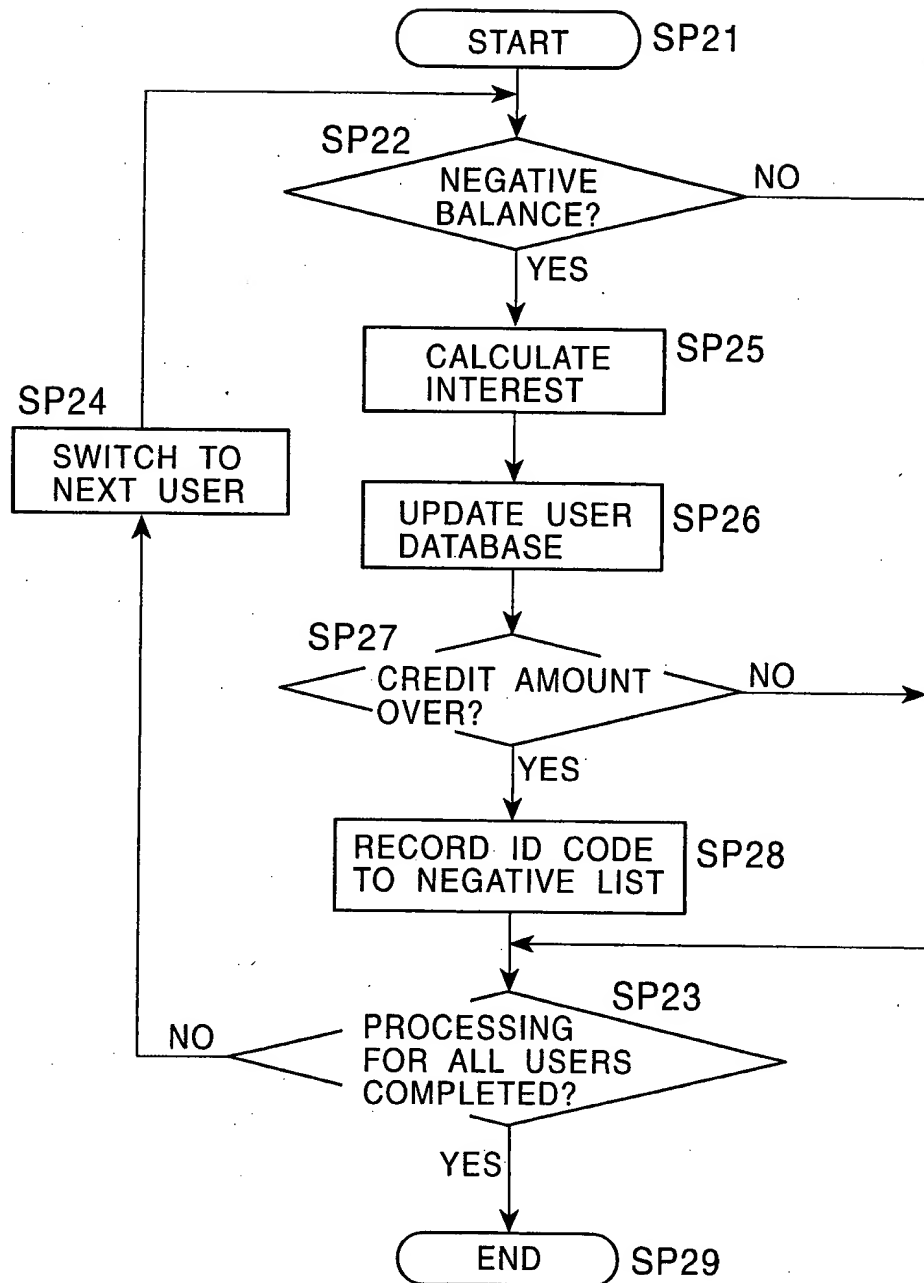 START
SP21
SP22
NEGATIVE
BALANCE?
NO
YES
CALCULATE
INTEREST
SP25
SP24
SWITCH TO
NEXT USER
UPDATE USER
DATABASE
SP26
SP27
CREDIT AMOUNT
OVER?
NO
YES
RECORD ID CODE
TO NEGATIVE LIST
SP28
SP23
NO
PROCESSING
FOR ALL USERS
COMPLETED?
YES
END
SP29